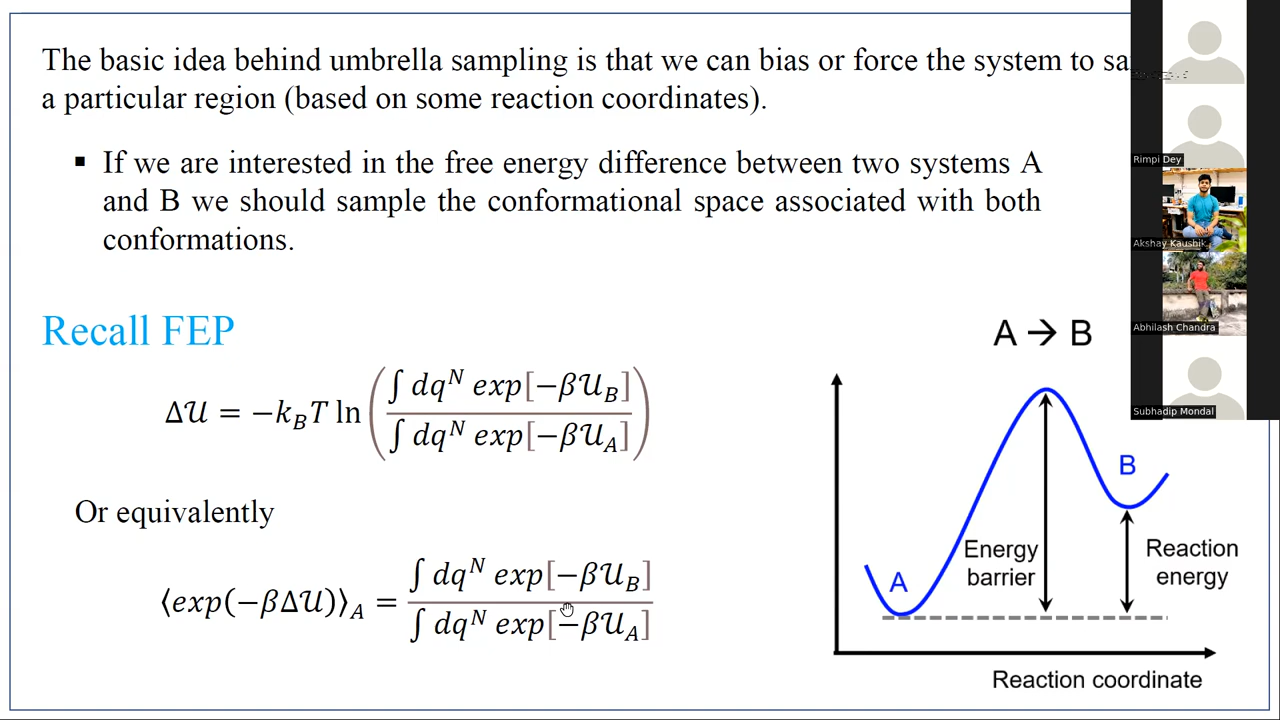 The basic idea behind umbrella sampling is that we can bias or force the system to sa
a particular region (based on some reaction coordinates).
▪ If we are interested in the free energy difference between two systems A
and B we should sample the conformational space associated with both
conformations.
Recall FEP
Δ𝒰 = −k_B T ln ( ∫ dq^N exp[−β𝒰_B] / ∫ dq^N exp[−β𝒰_A] )
Or equivalently
⟨exp(−βΔ𝒰)⟩_A = ∫ dq^N exp[−β𝒰_B] / ∫ dq^N exp[−β𝒰_A]
A → B
B
A
Energy
barrier
Reaction
energy
Reaction coordinate
Rimpi Dey
Akshay Kaushik
Abhilash Chandra
Subhadip Mondal